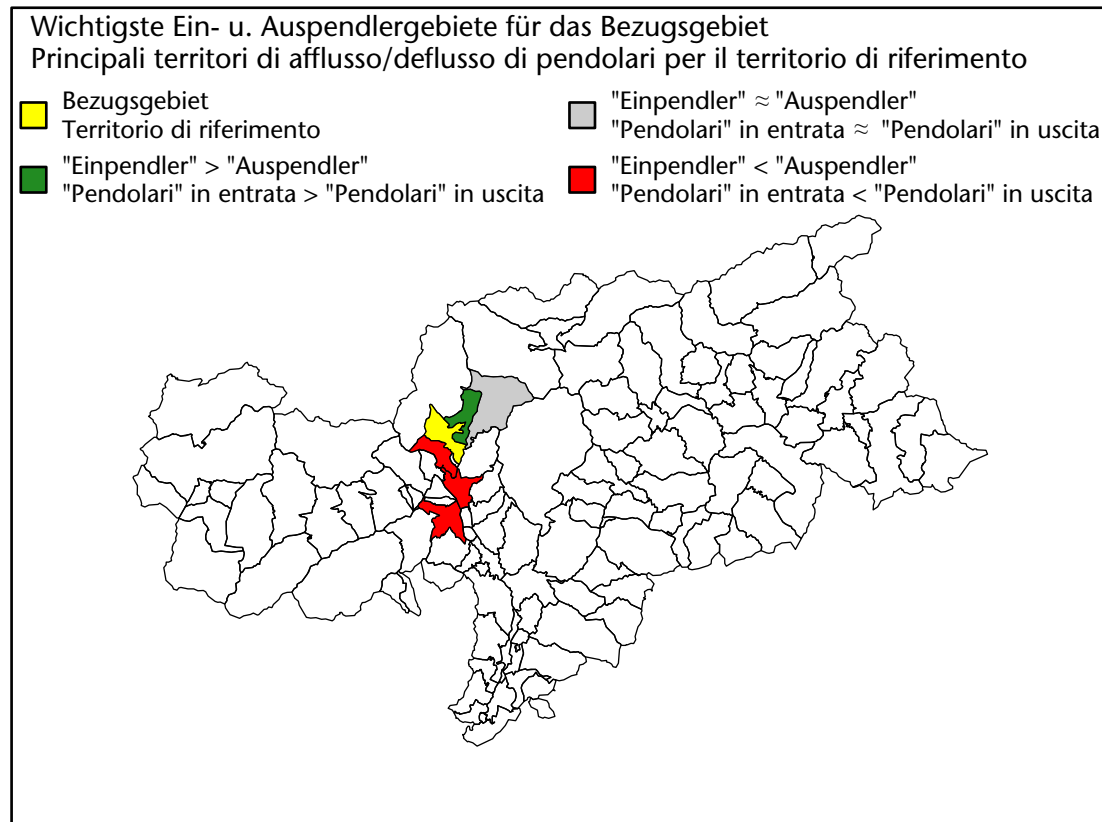 Wichtigste Ein- u. Auspendlergebiete für das Bezugsgebiet
Principali territori di afflusso/deflusso di pendolari per il territorio di riferimento
Bezugsgebiet
Territorio di riferimento
"Einpendler" > "Auspendler"
"Pendolari" in entrata > "Pendolari" in uscita
"Einpendler" ≈ "Auspendler"
"Pendolari" in entrata ≈ "Pendolari" in uscita
"Einpendler" < "Auspendler"
"Pendolari" in entrata < "Pendolari" in uscita